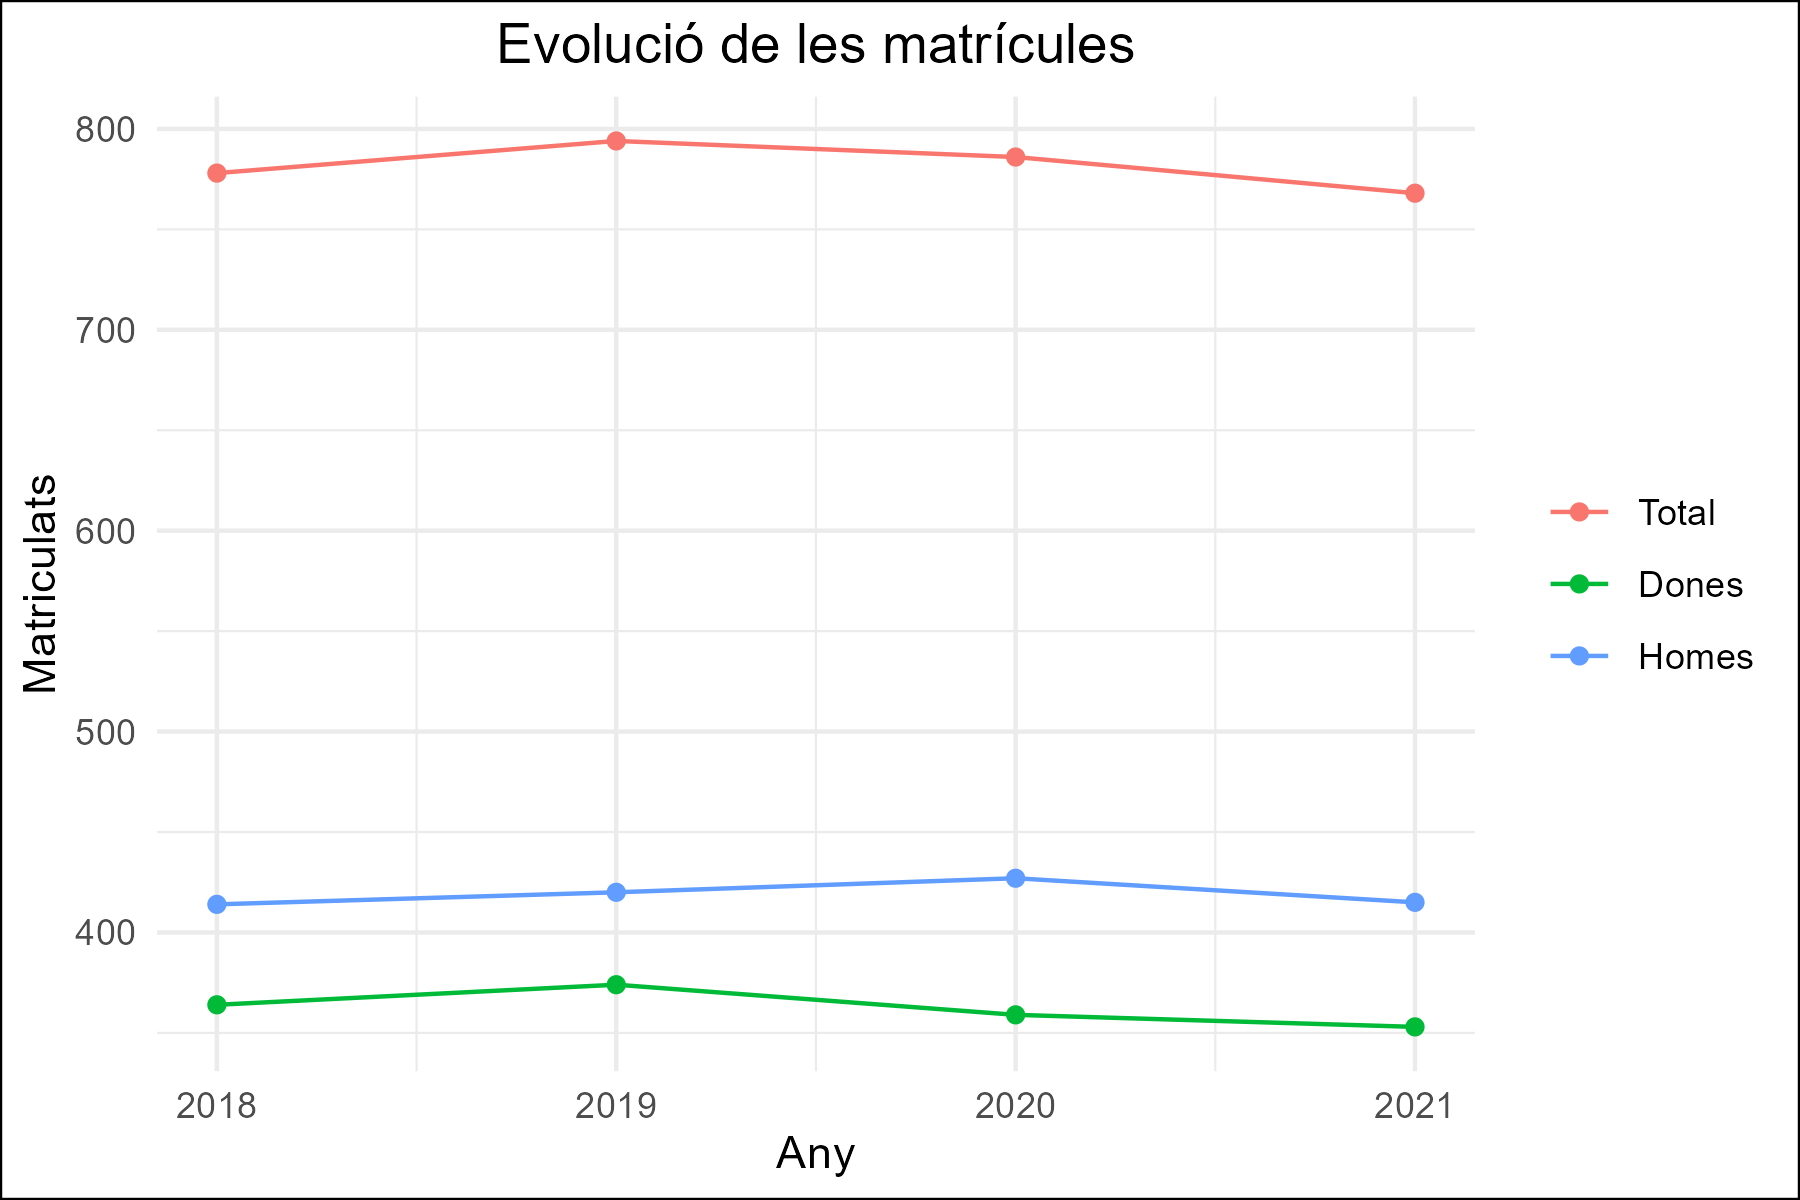 Evolució de les matrícules
800
700
600
500
400
Matriculats
2018 2019 2020 2021
Any
Total
Dones
Homes